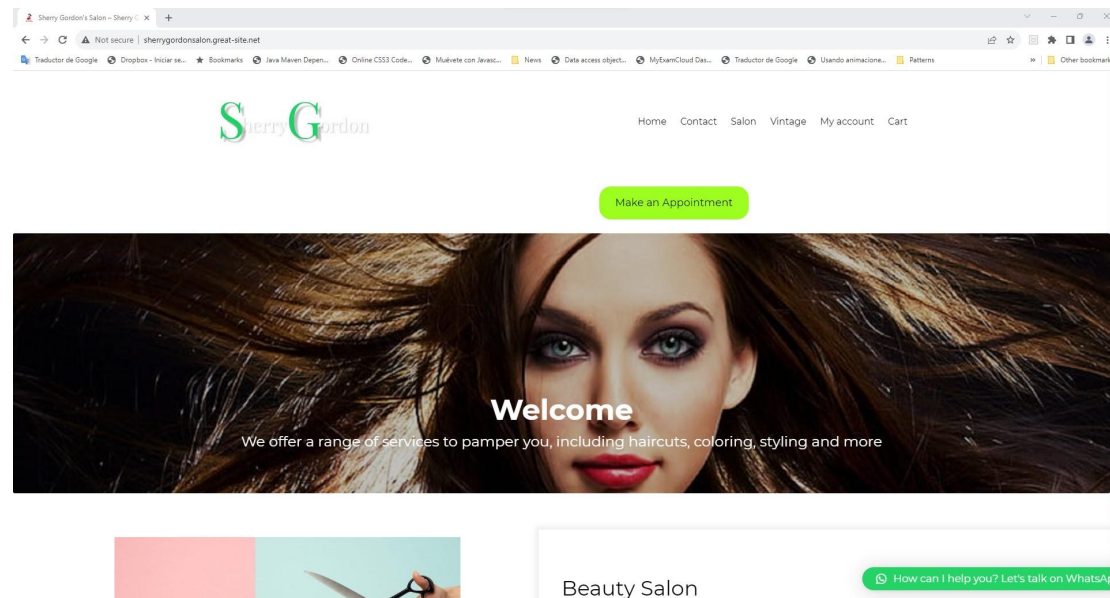 Sherry Gordon's Salon – Sherry G
Not secure | sherrygordonsalon.great-site.net
Traductor de Google Dropbox - Iniciar se... Bookmarks Java Maven Depen... Online CSS3 Code... Muévete con Javasc... News Data access object... MyExamCloud Das... Traductor de Google Usando animacione... Patterns » Other bookmark
Sherry Gordon
Home Contact Salon Vintage My account Cart
Make an Appointment
Welcome
We offer a range of services to pamper you, including haircuts, coloring, styling and more
Beauty Salon
How can I help you? Let's talk on WhatsAp